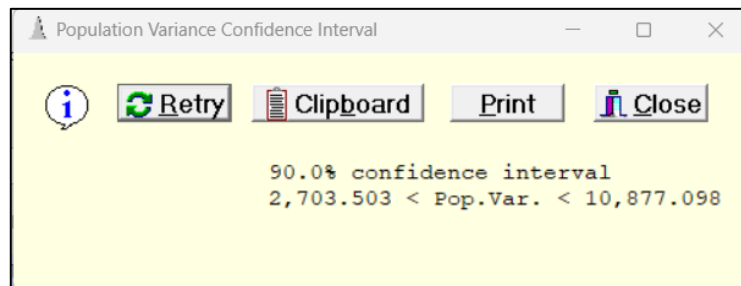 Population Variance Confidence Interval
Retry Clipboard Print Close
90.0% confidence interval
2,703.503 < Pop.Var. < 10,877.098